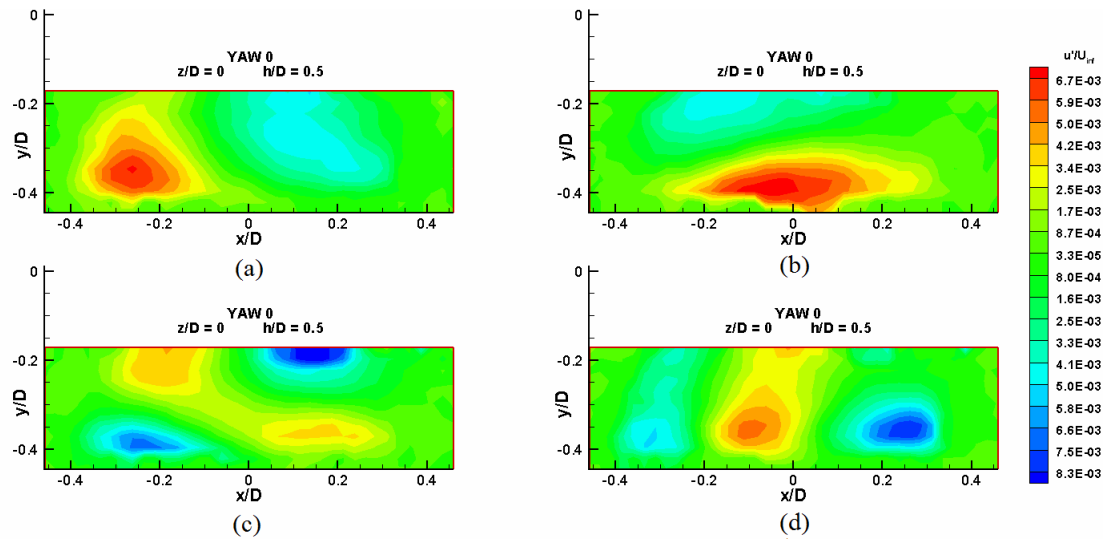 0
YAW 0
z/D = 0 h/D = 0.5
-0.2
y/D
-0.4
-0.4 -0.2 0 0.2 0.4
x/D
(a)
0
YAW 0
z/D = 0 h/D = 0.5
-0.2
y/D
-0.4
-0.4 -0.2 0 0.2 0.4
x/D
(b)
0
YAW 0
z/D = 0 h/D = 0.5
-0.2
y/D
-0.4
-0.4 -0.2 0 0.2 0.4
x/D
(c)
0
YAW 0
z/D = 0 h/D = 0.5
-0.2
y/D
-0.4
-0.4 -0.2 0 0.2 0.4
x/D
(d)
u'/Uinf
6.7E-03
5.9E-03
5.0E-03
4.2E-03
3.4E-03
2.5E-03
1.7E-03
8.7E-04
3.3E-05
8.0E-04
1.6E-03
2.5E-03
3.3E-03
4.1E-03
5.0E-03
5.8E-03
6.6E-03
7.5E-03
8.3E-03